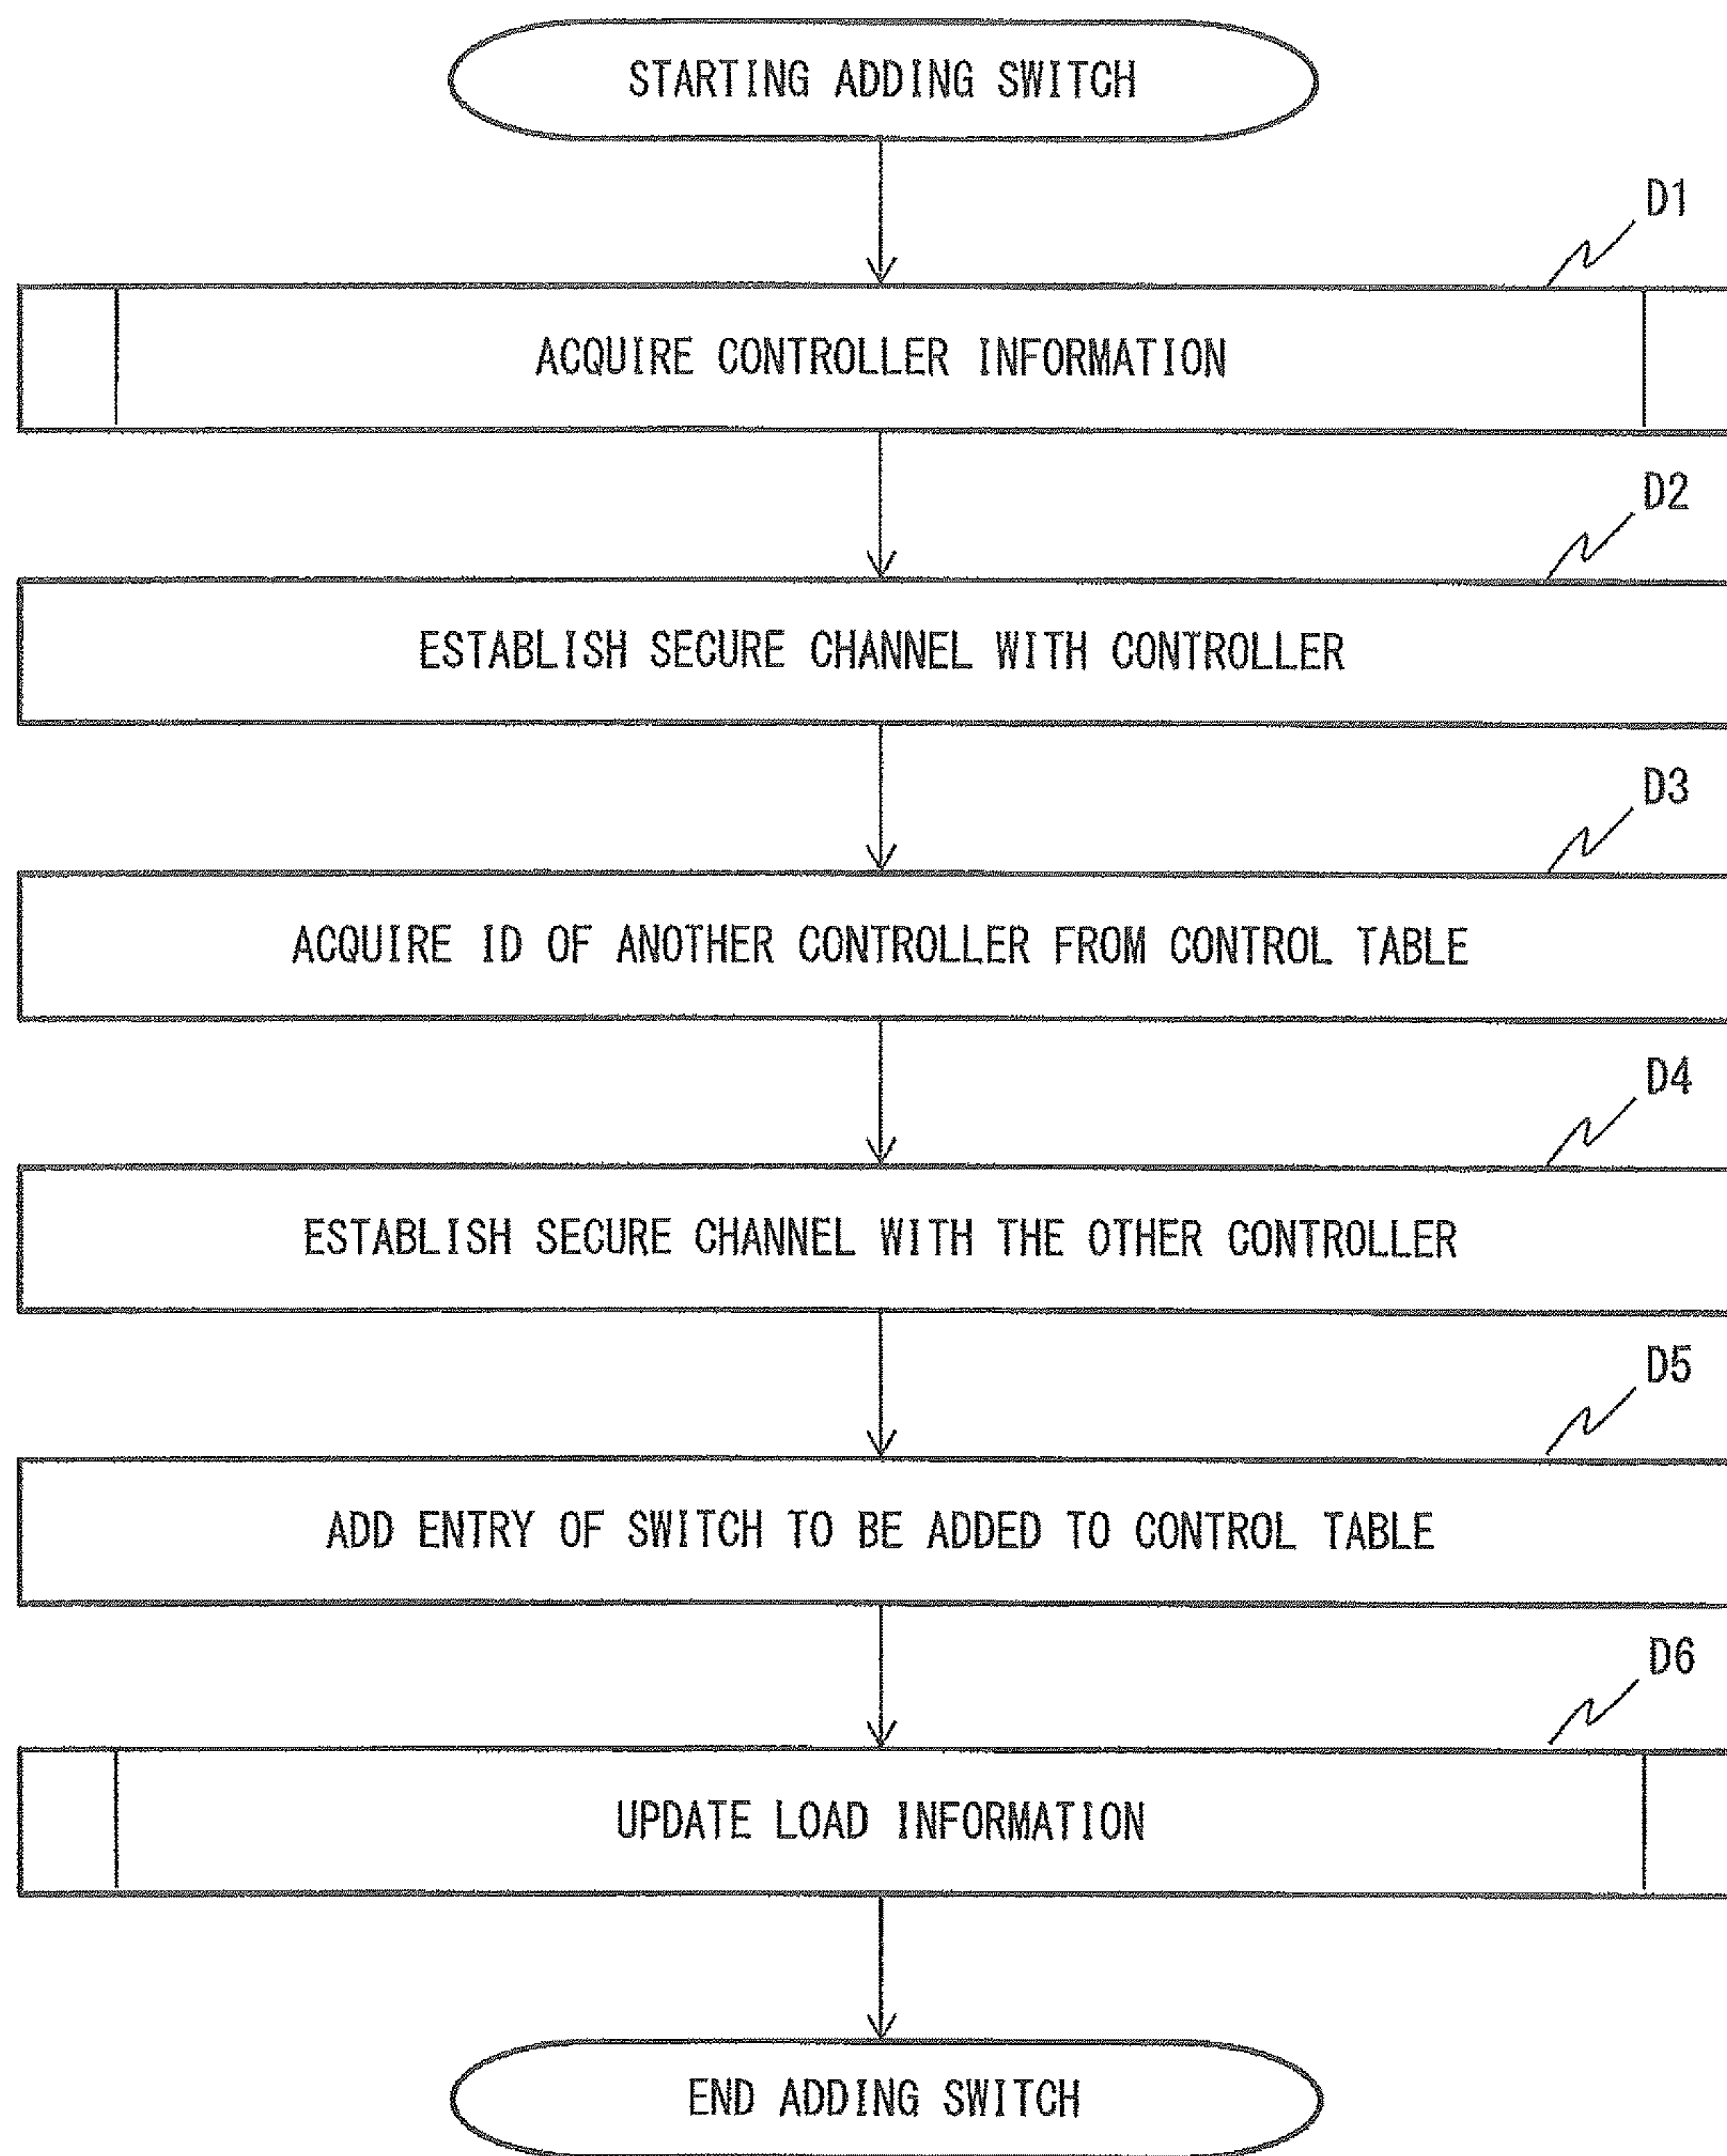 STARTING ADDING SWITCH
D1
ACQUIRE CONTROLLER INFORMATION
D2
ESTABLISH SECURE CHANNEL WITH CONTROLLER
D3
ACQUIRE ID OF ANOTHER CONTROLLER FROM CONTROL TABLE
D4
ESTABLISH SECURE CHANNEL WITH THE OTHER CONTROLLER
D5
ADD ENTRY OF SWITCH TO BE ADDED TO CONTROL TABLE
D6
UPDATE LOAD INFORMATION
END ADDING SWITCH